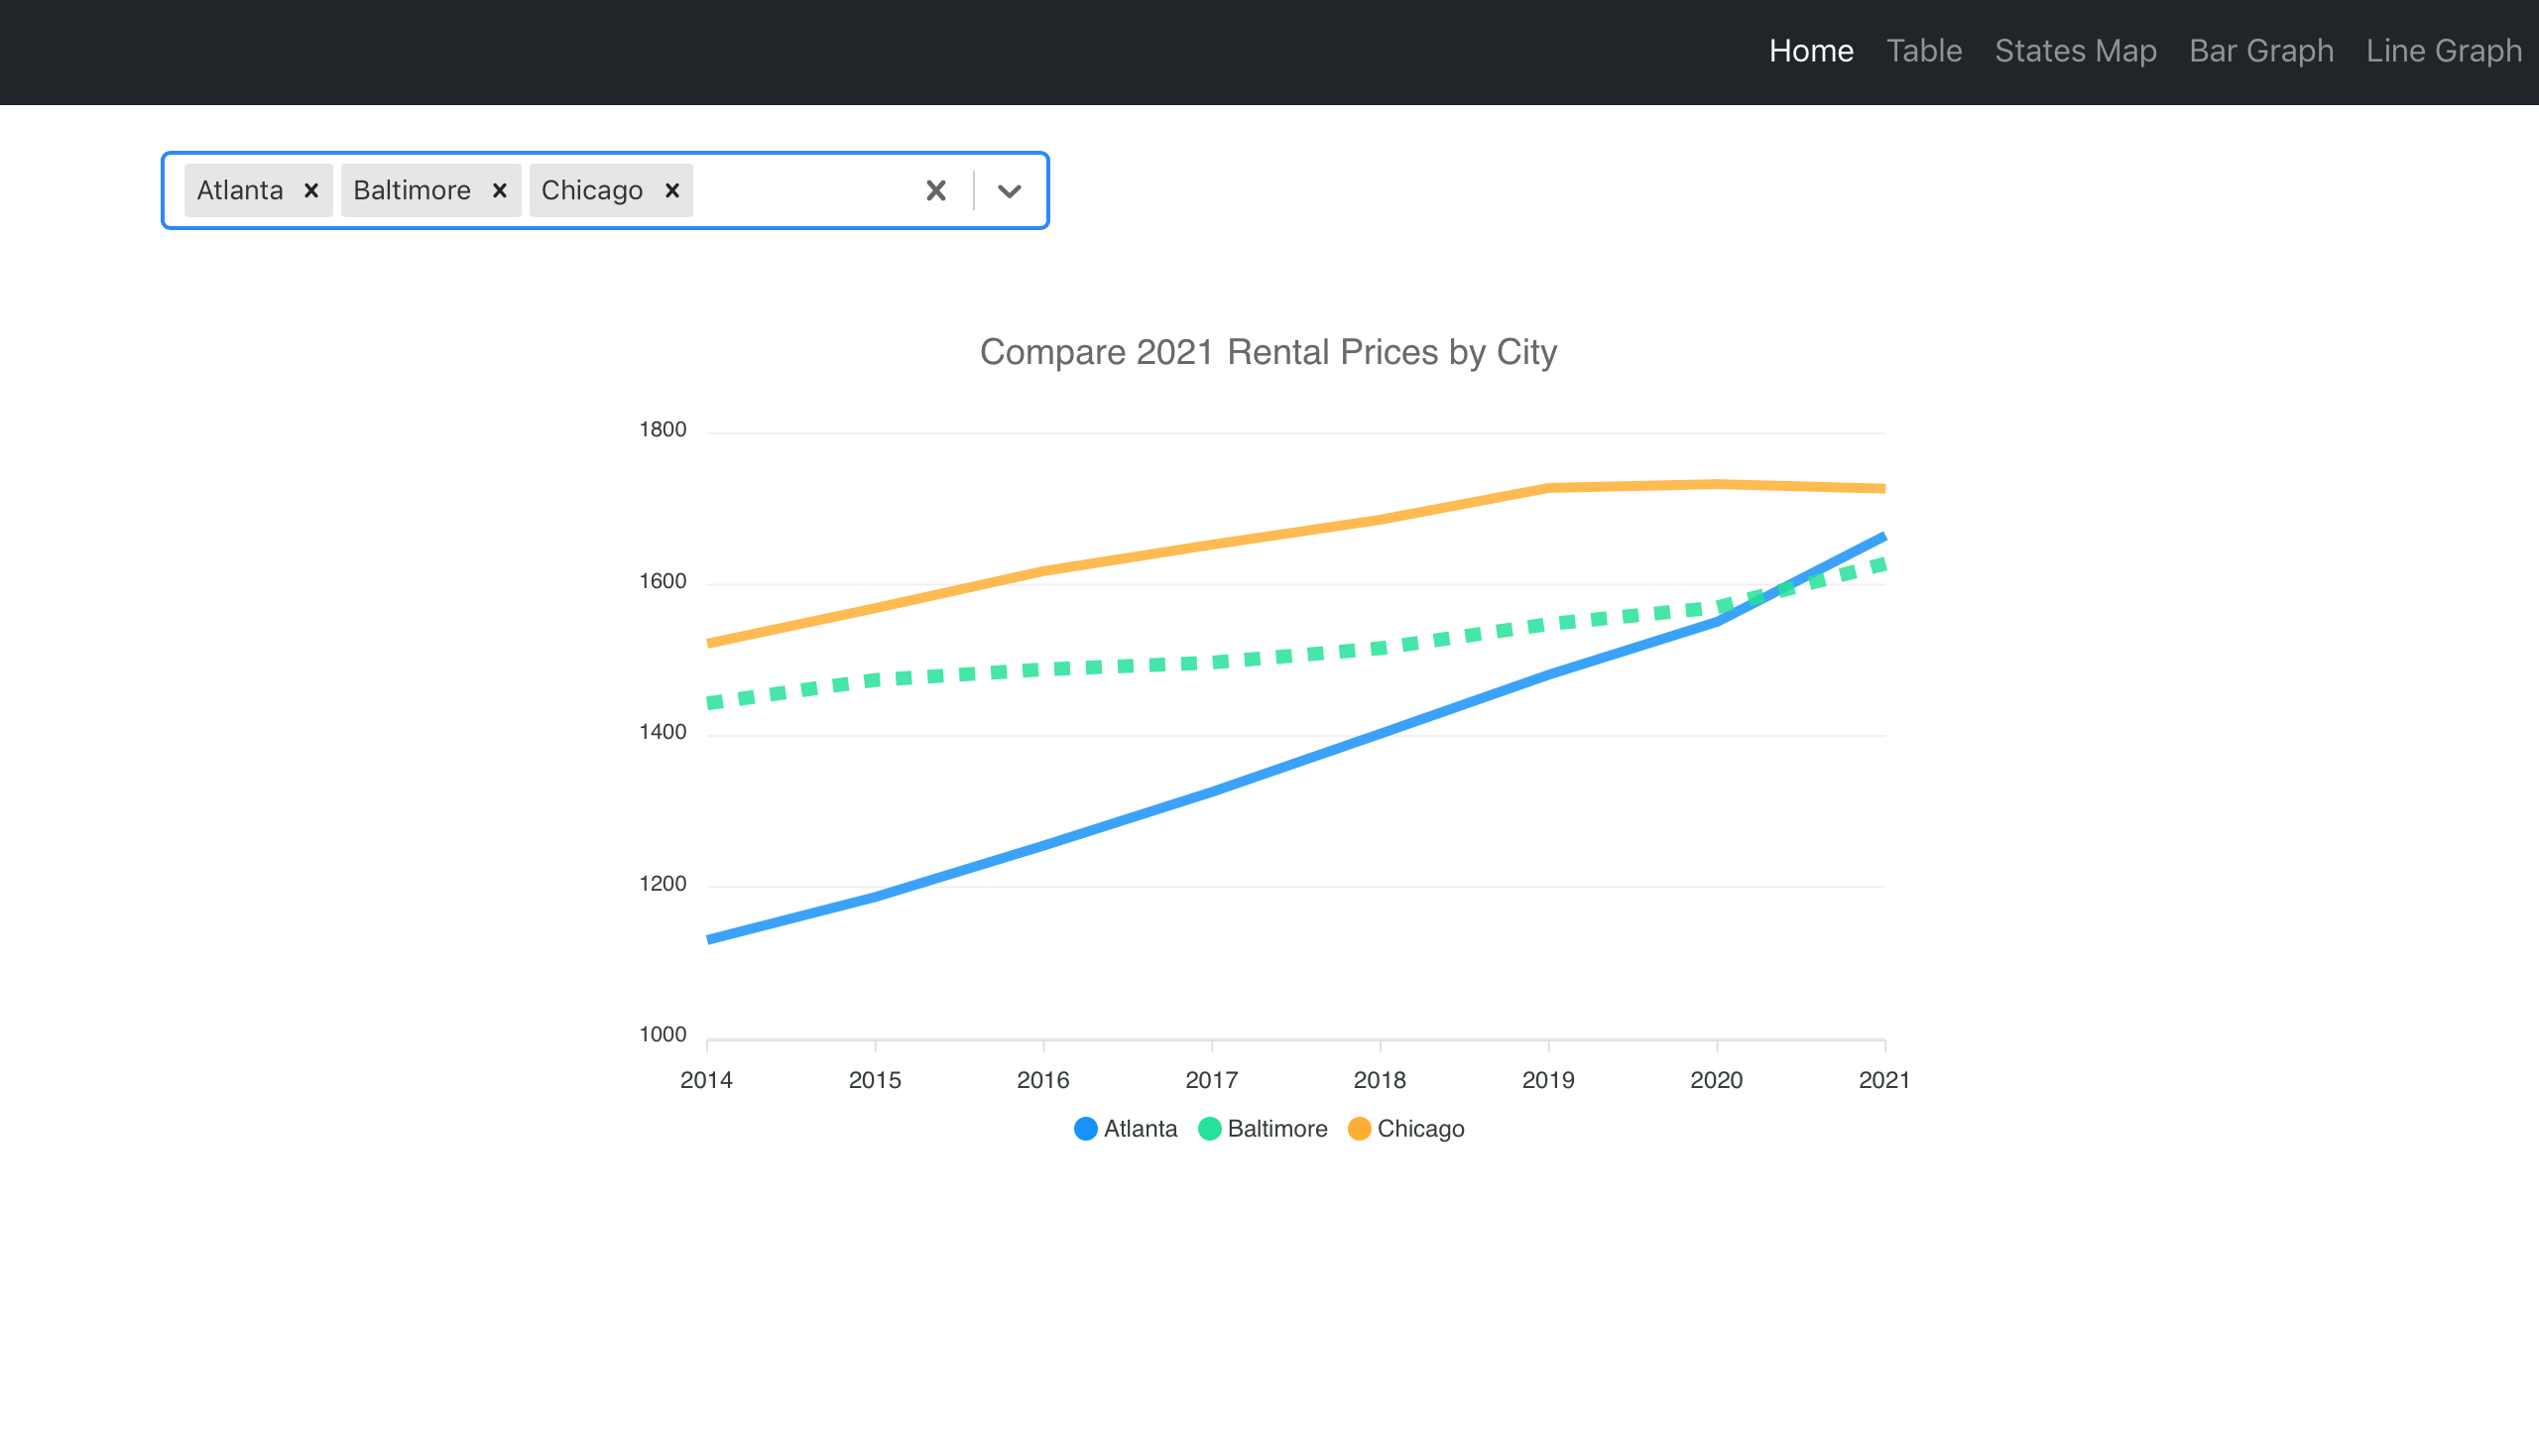 Home Table States Map Bar Graph Line Graph
Atlanta Baltimore Chicago
Compare 2021 Rental Prices by City
1800
1600
1400
1200
1000
2014 2015 2016 2017 2018 2019 2020 2021
Atlanta Baltimore Chicago